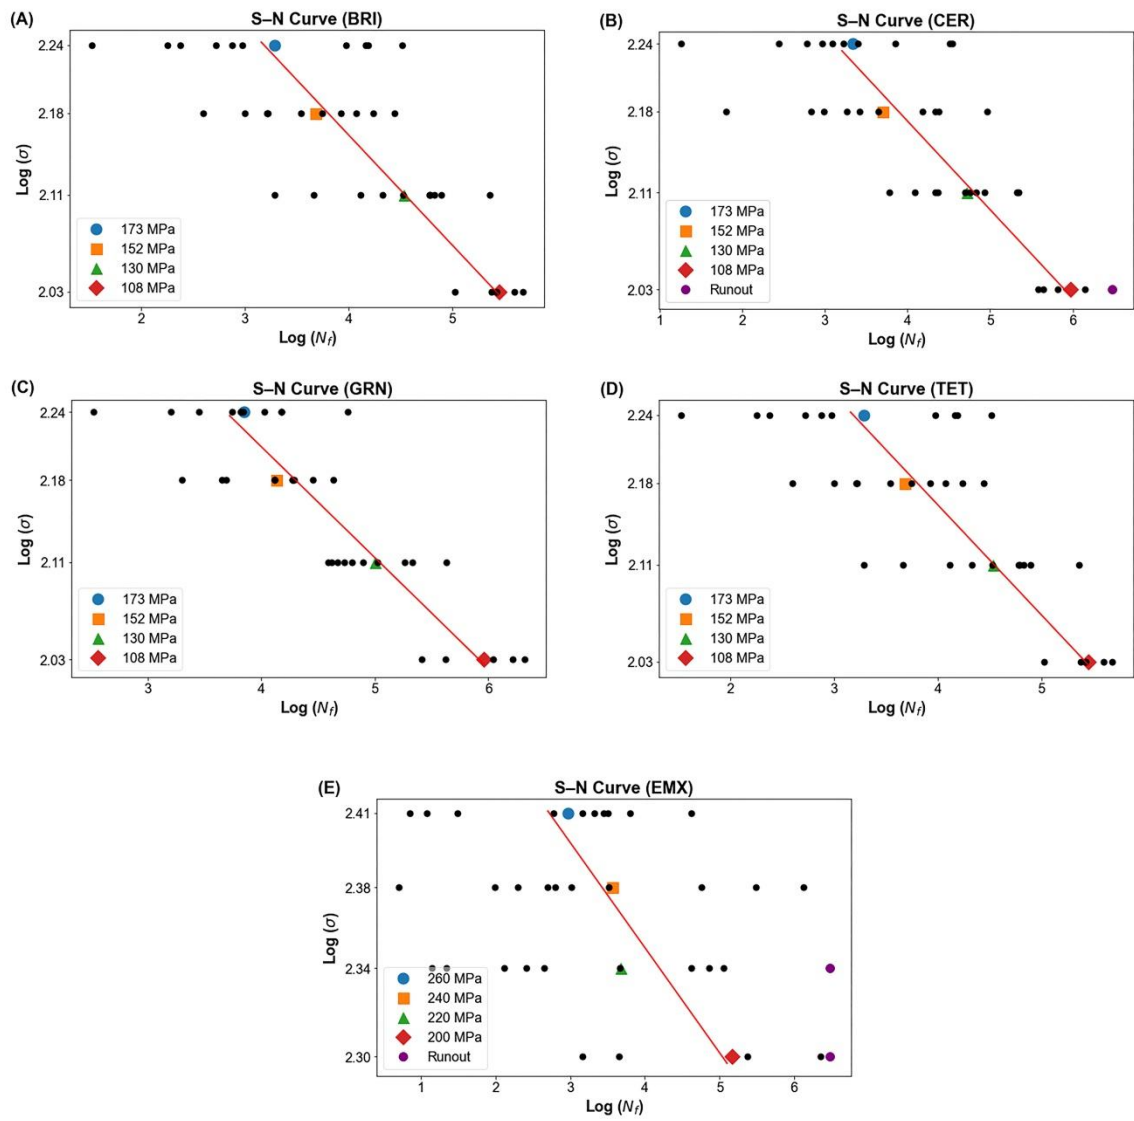 (A)
S–N Curve (BRI)
Log (σ)
2.24
2.18
2.11
2.03
173 MPa
152 MPa
130 MPa
108 MPa
2 3 4 5
Log (Nf)
(B)
S–N Curve (CER)
Log (σ)
2.24
2.18
2.11
2.03
173 MPa
152 MPa
130 MPa
108 MPa
Runout
1 2 3 4 5 6
Log (Nf)
(C)
S–N Curve (GRN)
Log (σ)
2.24
2.18
2.11
2.03
173 MPa
152 MPa
130 MPa
108 MPa
3 4 5 6
Log (Nf)
(D)
S–N Curve (TET)
Log (σ)
2.24
2.18
2.11
2.03
173 MPa
152 MPa
130 MPa
108 MPa
2 3 4 5
Log (Nf)
(E)
S–N Curve (EMX)
Log (σ)
2.41
2.38
2.34
2.30
260 MPa
240 MPa
220 MPa
200 MPa
Runout
1 2 3 4 5 6
Log (Nf)